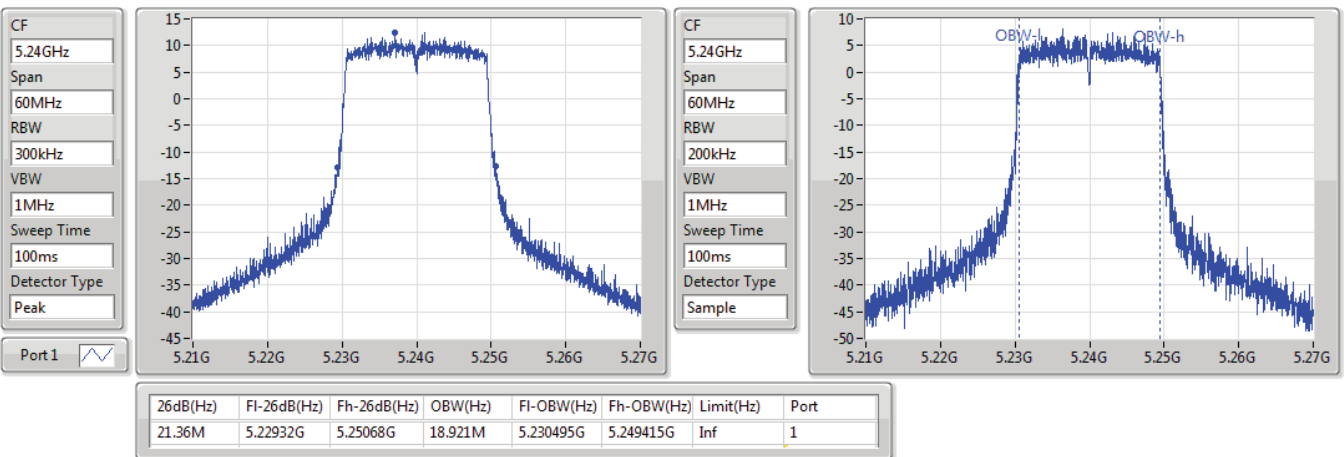 CF
5.24GHz
Span
60MHz
RBW
300kHz
VBW
1MHz
Sweep Time
100ms
Detector Type
Peak
Port 1
15
10
5
0
-5
-10
-15
-20
-25
-30
-35
-40
-45
5.21G 5.22G 5.23G 5.24G 5.25G 5.26G 5.27G
CF
5.24GHz
Span
60MHz
RBW
200kHz
VBW
1MHz
Sweep Time
100ms
Detector Type
Sample
OBW-l OBW-h
10
5
0
-5
-10
-15
-20
-25
-30
-35
-40
-45
-50
5.21G 5.22G 5.23G 5.24G 5.25G 5.26G 5.27G
26dB(Hz) Fl-26dB(Hz) Fh-26dB(Hz) OBW(Hz) Fl-OBW(Hz) Fh-OBW(Hz) Limit(Hz) Port
21.36M 5.22932G 5.25068G 18.921M 5.230495G 5.249415G Inf 1